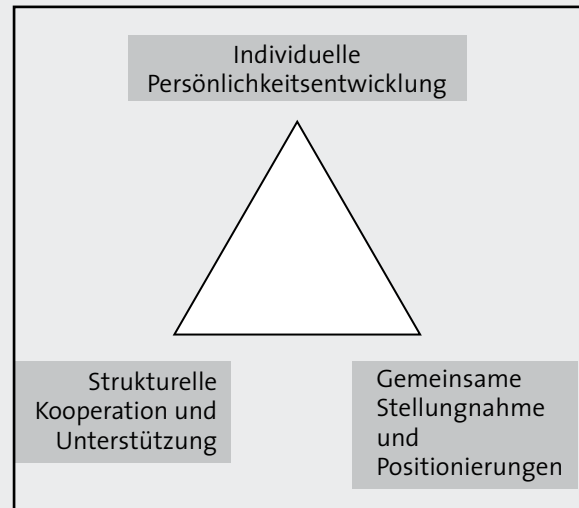 Individuelle
Persönlichkeitsentwicklung
Strukturelle
Kooperation und
Unterstützung
Gemeinsame
Stellungnahme
und
Positionierungen